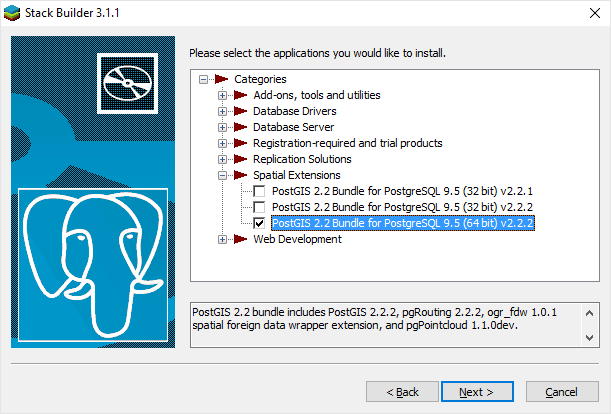 Stack Builder 3.1.1
Please select the applications you would like to install.
Categories
Add-ons, tools and utilities
Database Drivers
Database Server
Registration-required and trial products
Replication Solutions
Spatial Extensions
PostGIS 2.2 Bundle for PostgreSQL 9.5 (32 bit) v2.2.1
PostGIS 2.2 Bundle for PostgreSQL 9.5 (32 bit) v2.2.2
PostGIS 2.2 Bundle for PostgreSQL 9.5 (64 bit) v2.2.2
Web Development
PostGIS 2.2 bundle includes PostGIS 2.2.2, pgRouting 2.2.2, ogr_fdw 1.0.1
spatial foreign data wrapper extension, and pgPointcloud 1.1.0dev.
< Back
Next >
Cancel